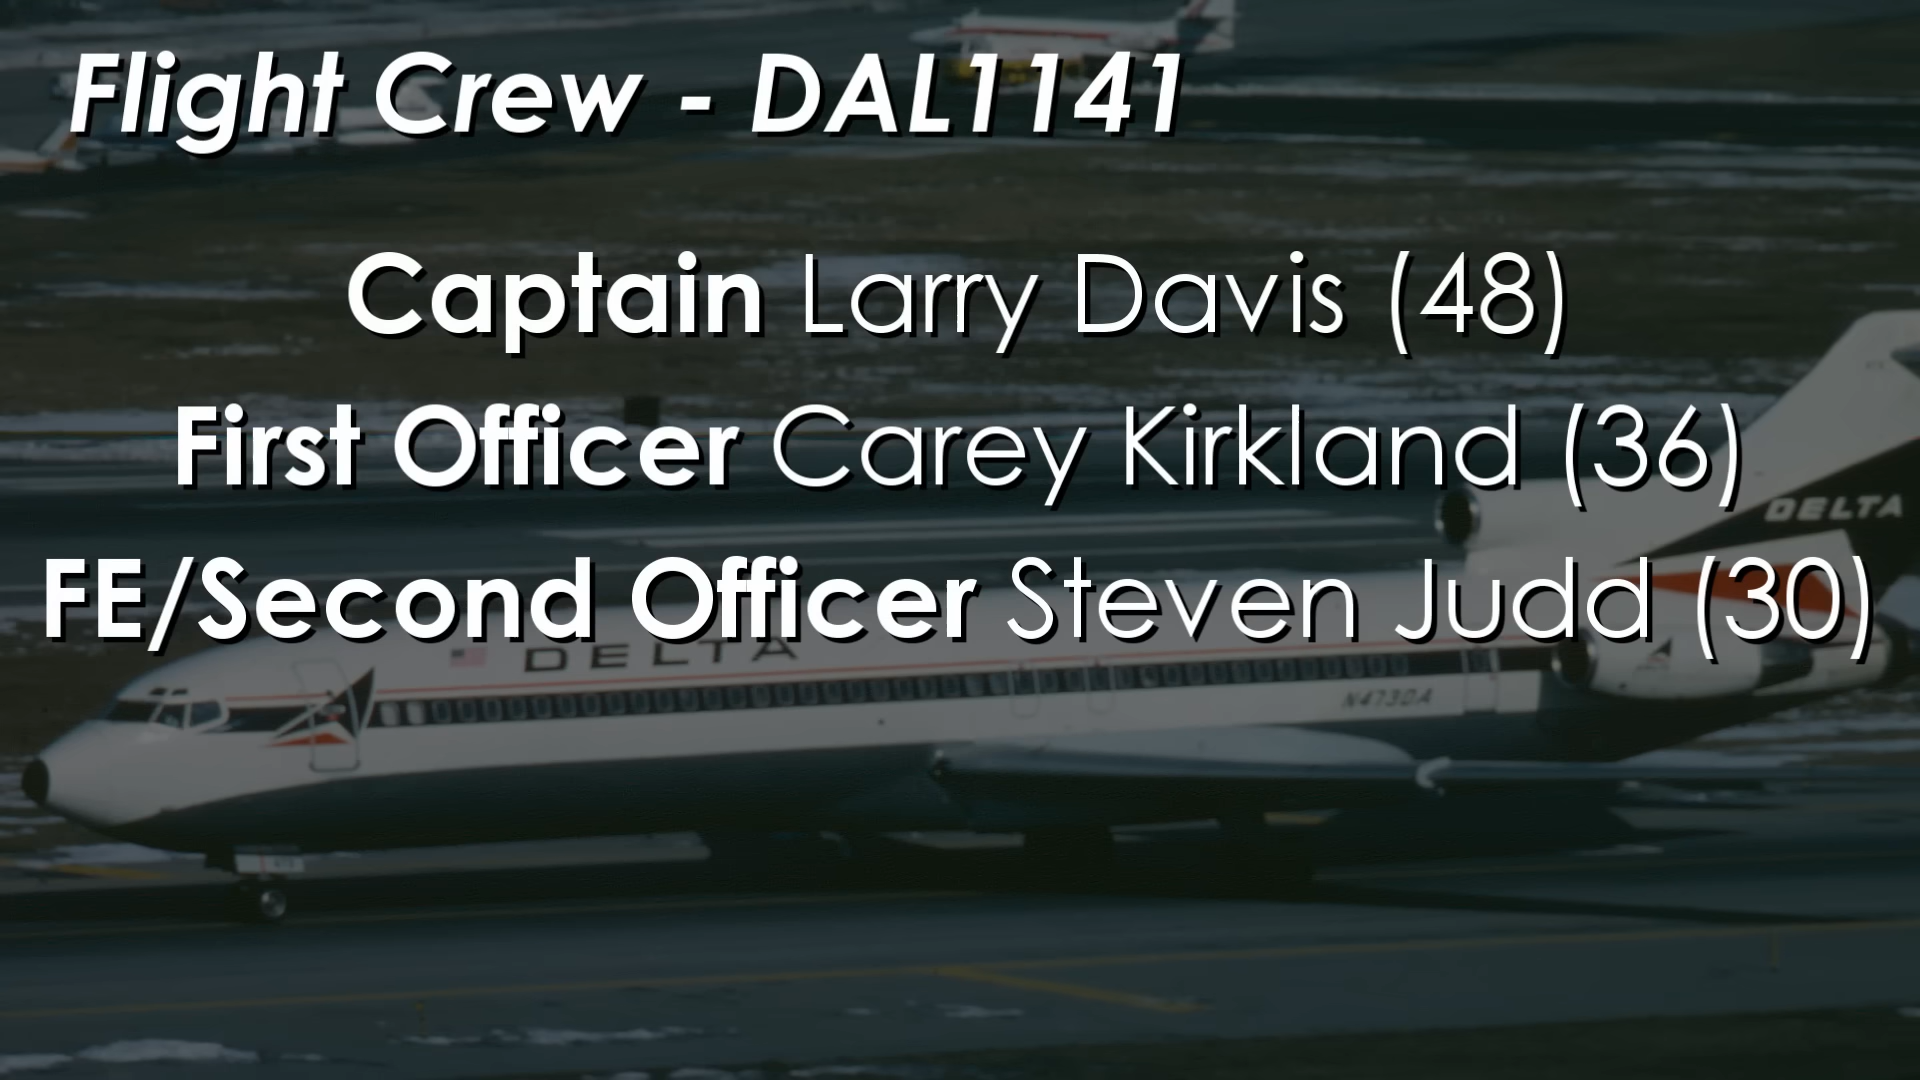 Flight Crew - DAL1141
Captain Larry Davis (48)
First Officer Carey Kirkland (36)
FE/Second Officer Steven Judd (30)
DELTA
DELTA
N473DA